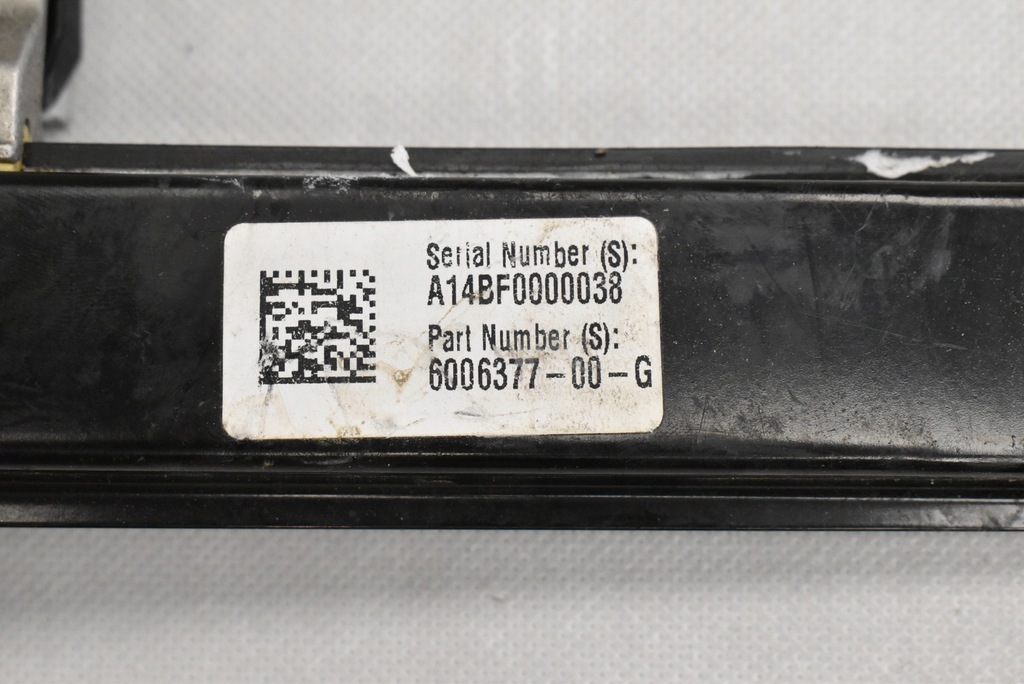 Serial Number (S):
A14BF0000038
Part Number (S):
6006377-00-G